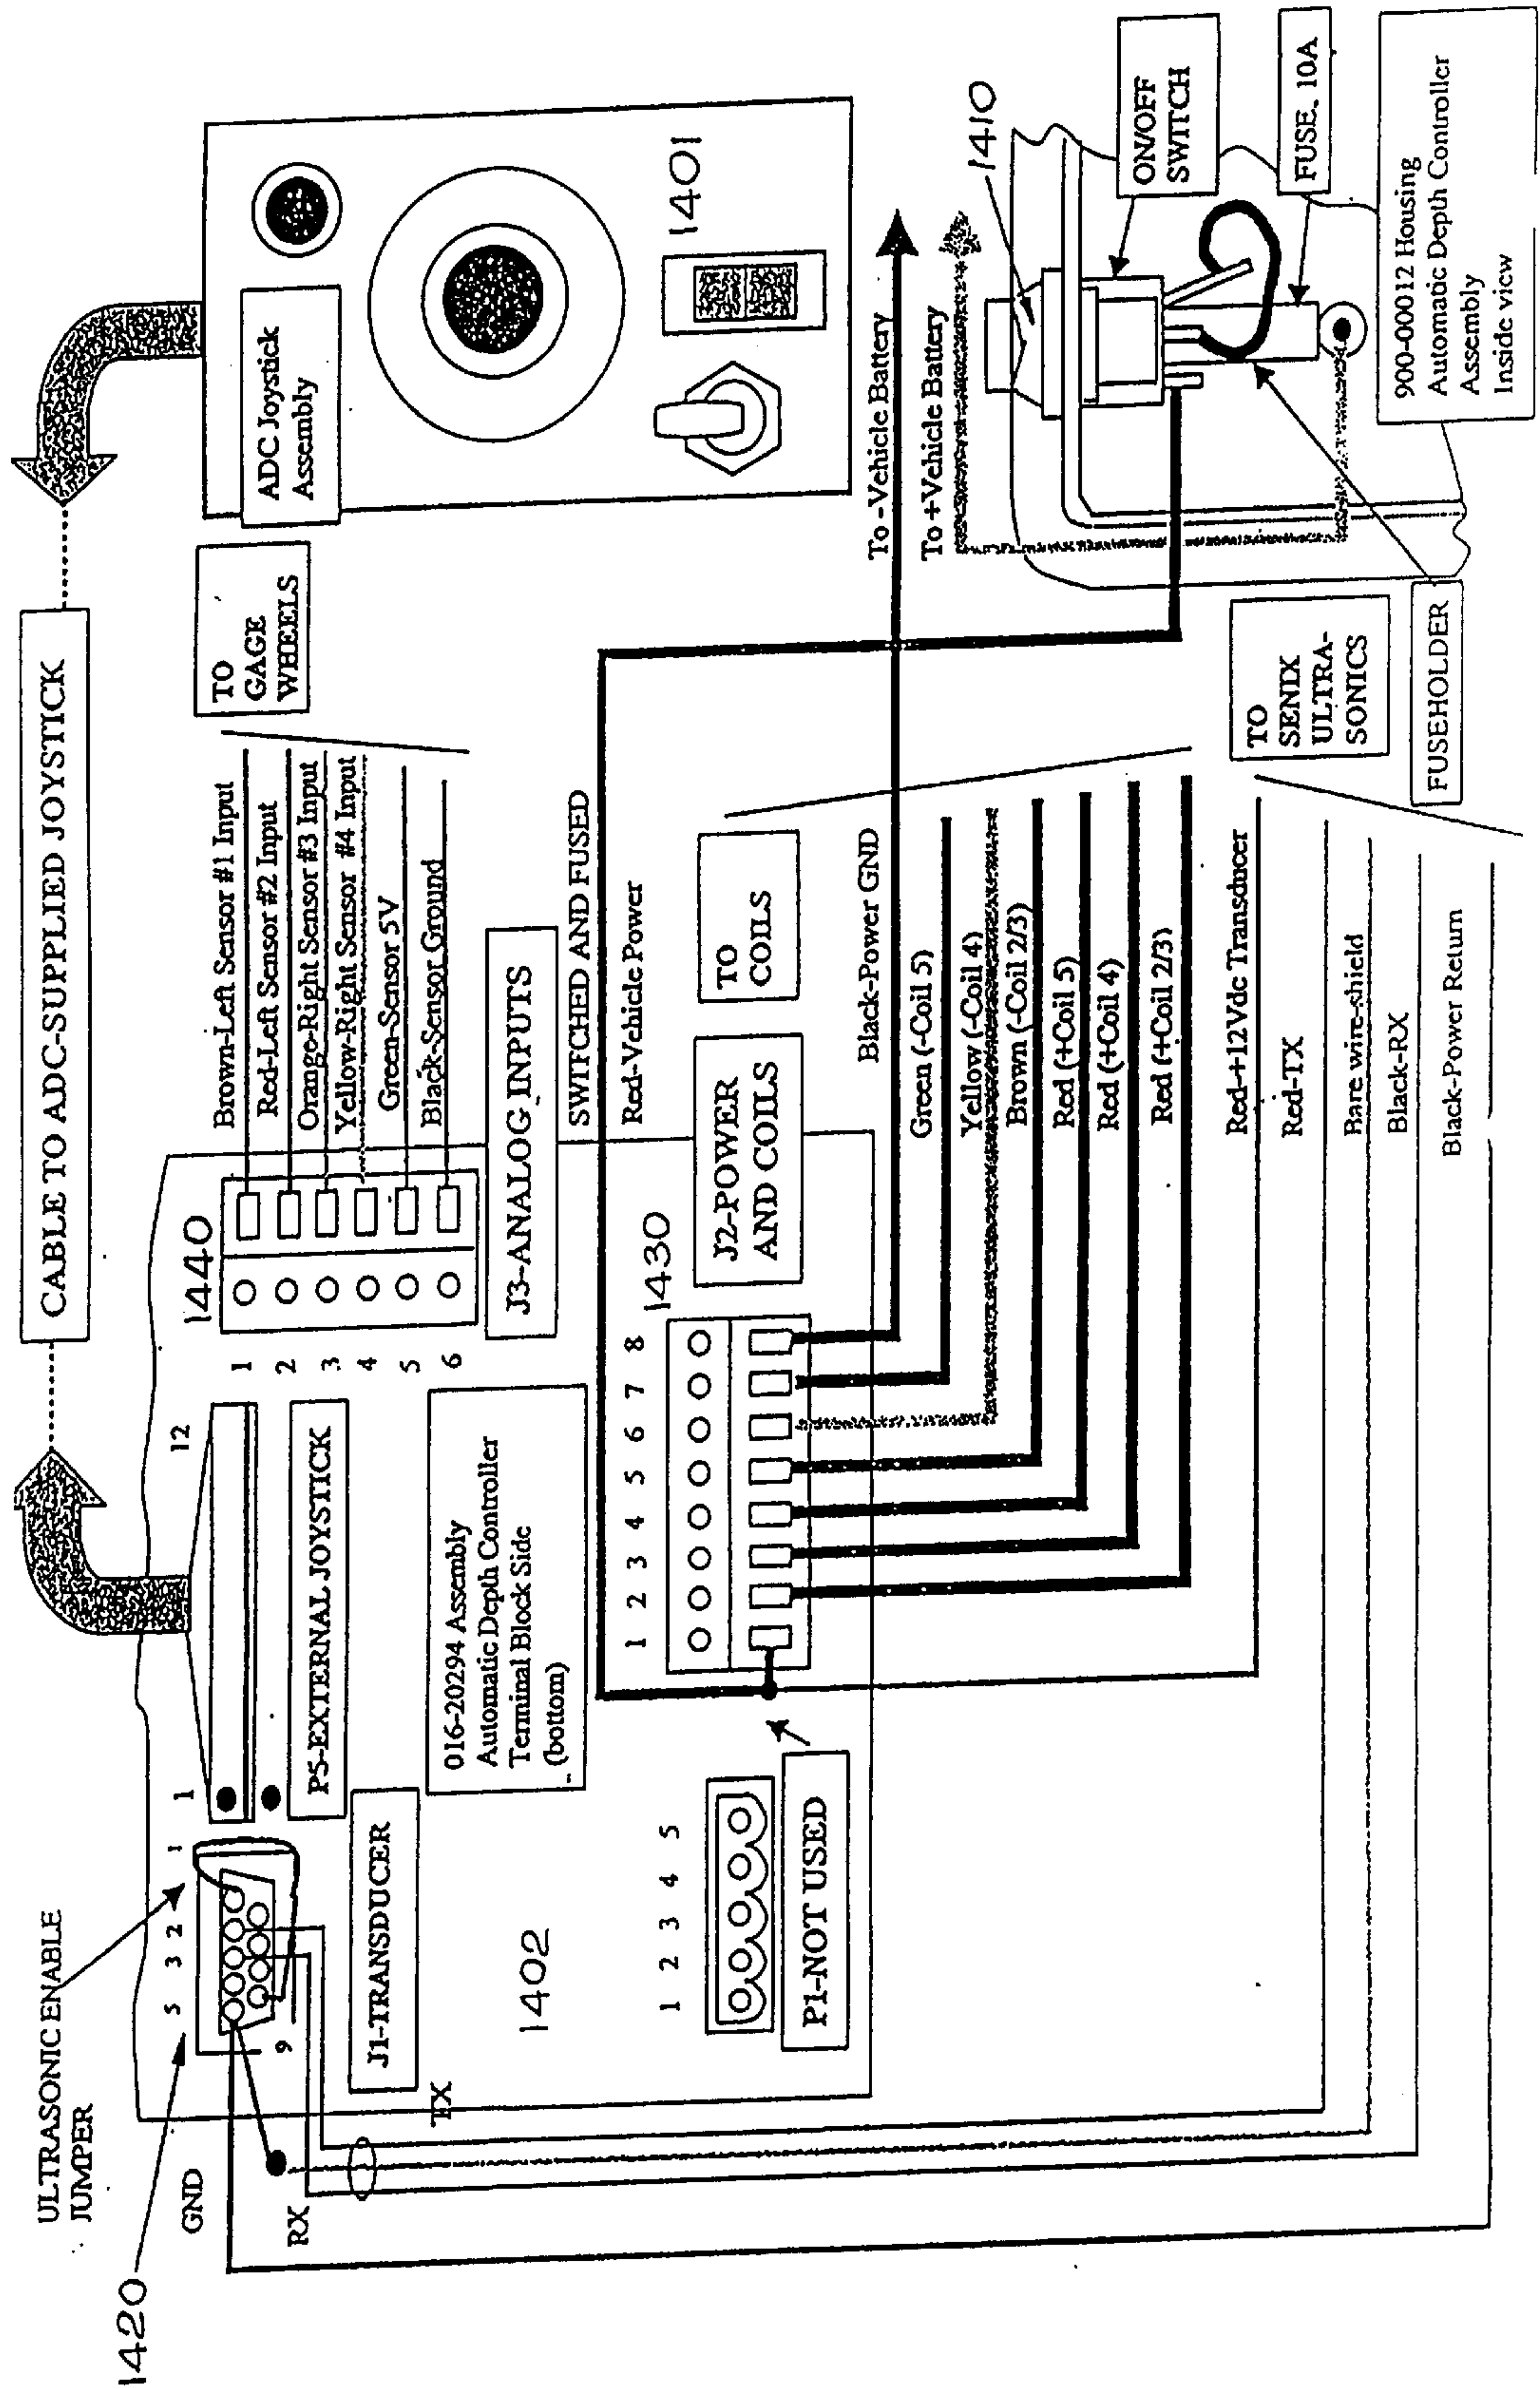 CABLE TO ADC-SUPPLIED JOYSTICK
1420
ULTRASONIC ENABLE
JUMPER
GND
RX
TX
5 3 2 1
9
J1-TRANSDUCER
1402
1 12
P5-EXTERNAL JOYSTICK
016-20294 Assembly
Automatic Depth Controller
Terminal Block Side
(bottom)
1 2 3 4 5
P1-NOT USED
1440
1
2
3
4
5
6
J3-ANALOG INPUTS
Brown-Left Sensor #1 Input
Red-Left Sensor #2 Input
Orange-Right Sensor #3 Input
Yellow-Right Sensor #4 Input
Green-Sensor 5V
Black-Sensor Ground
TO
GAGE
WHEELS
ADC Joystick
Assembly
1401
SWITCHED AND FUSED
Red-Vehicle Power
1430
1 2 3 4 5 6 7 8
J2-POWER
AND COILS
TO
COILS
Black-Power GND
Green (-Coil 5)
Yellow (-Coil 4)
Brown (-Coil 2/3)
Red (+Coil 5)
Red (+Coil 4)
Red (+Coil 2/3)
Red-+12Vdc Transducer
Red-TX
Bare wire-shield
Black-RX
Black-Power Return
To -Vehicle Battery
To +Vehicle Battery
1410
ON/OFF
SWITCH
FUSE. 10A
TO
SENIX
ULTRA-
SONICS
FUSEHOLDER
900-00012 Housing
Automatic Depth Controller
Assembly
Inside view